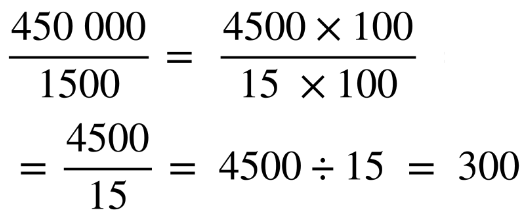 450 000 / 1500 = 4500 × 100 / 15 × 100
= 4500 / 15 = 4500 ÷ 15 = 300